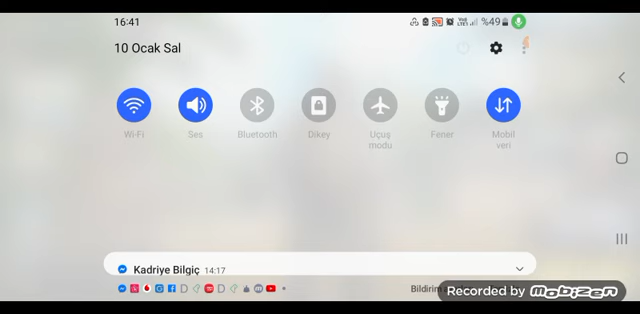 16:41
%49
10 Ocak Sal
Wi-Fi
Ses
Bluetooth
Dikey
Uçuş
modu
Fener
Mobil
veri
Kadriye Bilgiç 14:17
Bildirim
Recorded by MOBIZEN